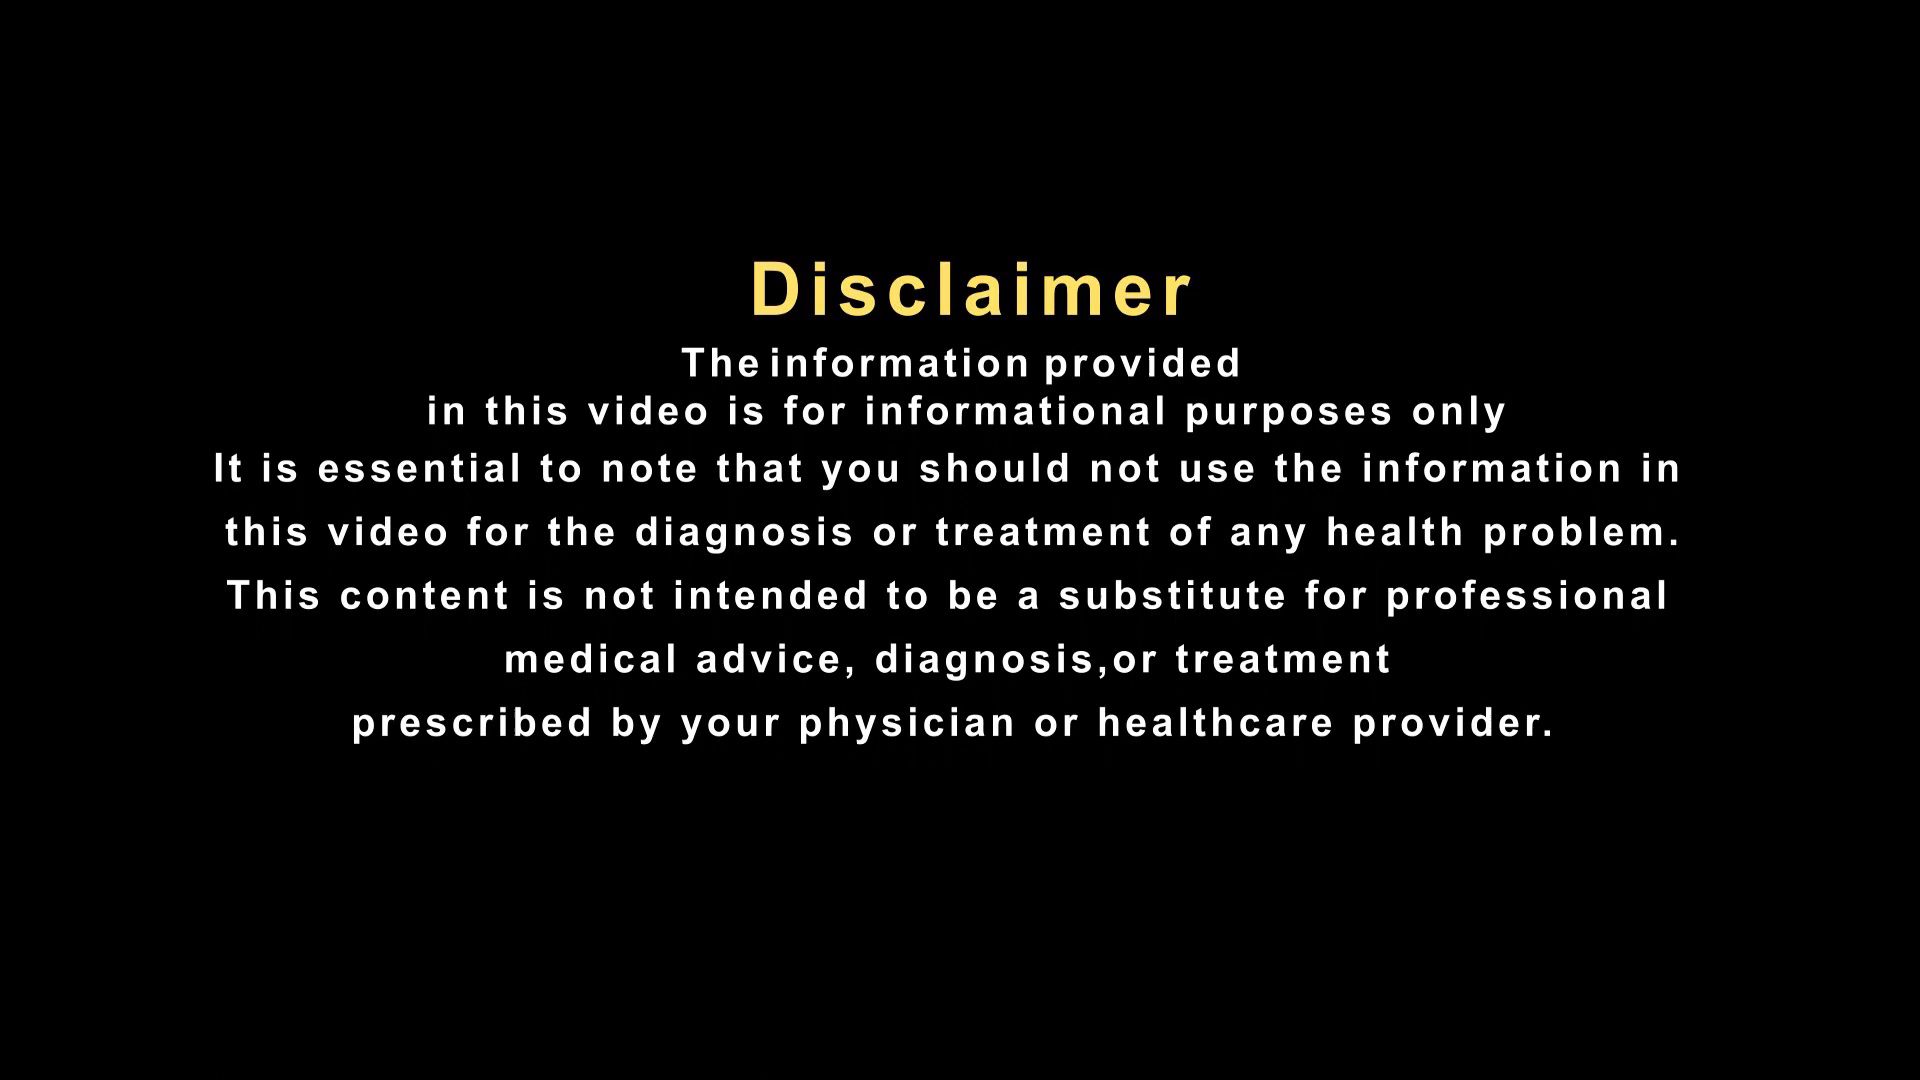 Disclaimer
The information provided
in this video is for informational purposes only
It is essential to note that you should not use the information in
this video for the diagnosis or treatment of any health problem.
This content is not intended to be a substitute for professional
medical advice, diagnosis,or treatment
prescribed by your physician or healthcare provider.